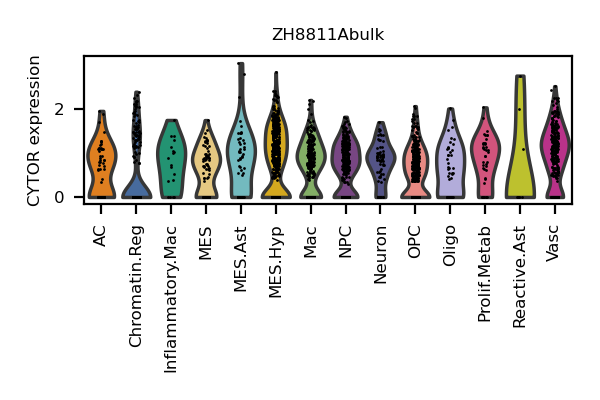 ZH8811Abulk
CYTOR expression
2
0
AC
Chromatin.Reg
Inflammatory.Mac
MES
MES.Ast
MES.Hyp
Mac
NPC
Neuron
OPC
Oligo
Prolif.Metab
Reactive.Ast
Vasc